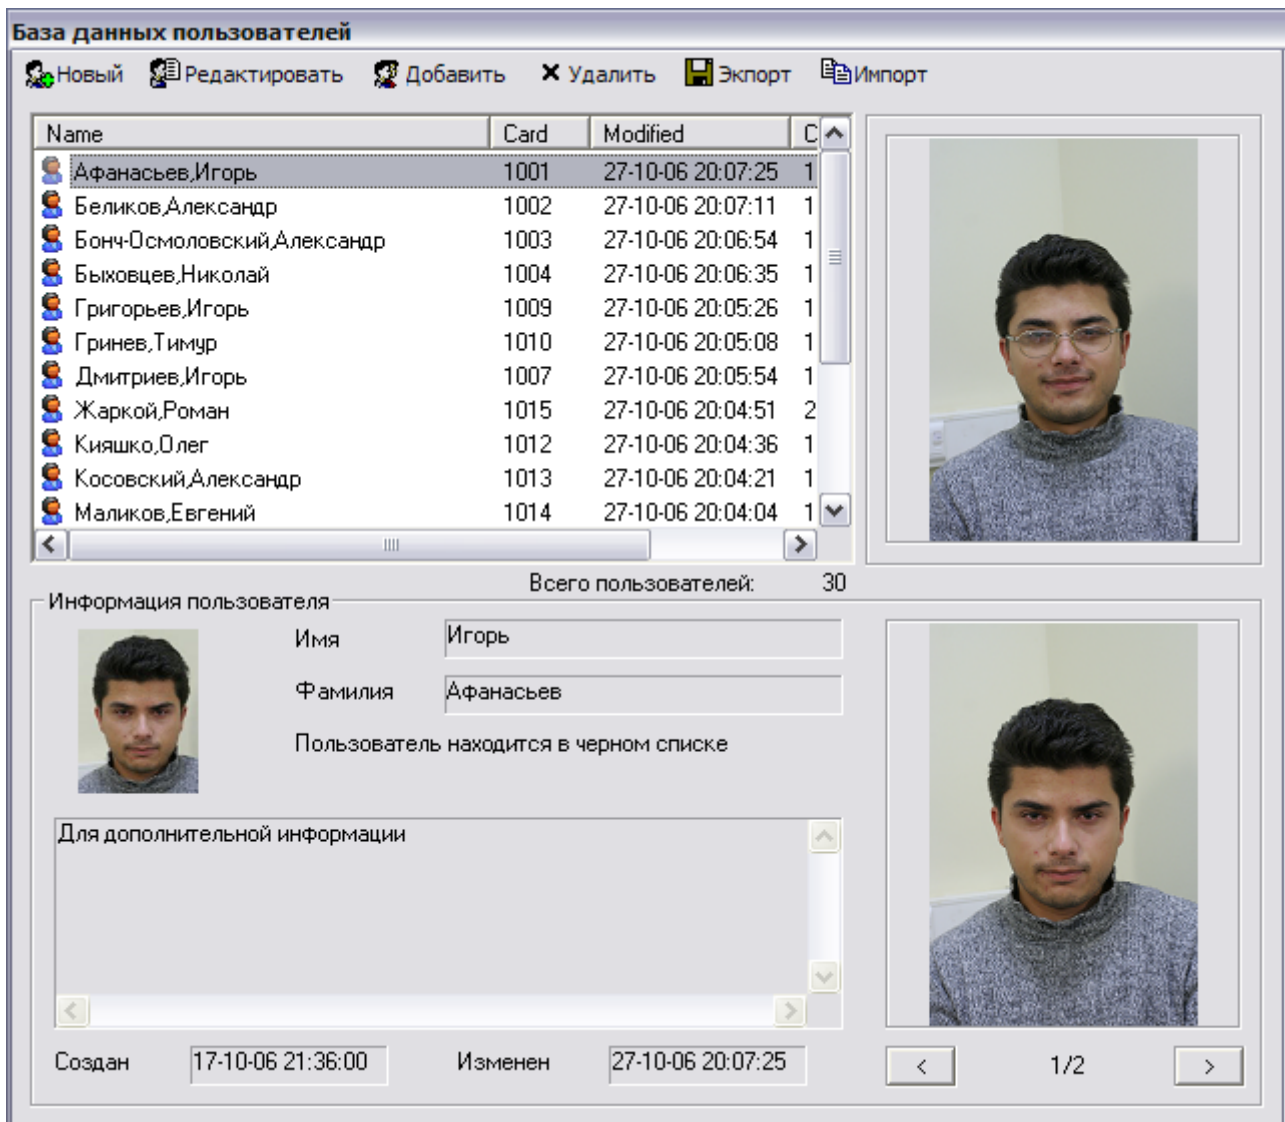 База данных пользователей
Новый Редактировать Добавить Удалить Экпорт Импорт
Name Card Modified C
Афанасьев,Игорь 1001 27-10-06 20:07:25 1
Беликов,Александр 1002 27-10-06 20:07:11 1
Бонч-Осмоловский,Александр 1003 27-10-06 20:06:54 1
Быховцев,Николай 1004 27-10-06 20:06:35 1
Григорьев,Игорь 1009 27-10-06 20:05:26 1
Гринев,Тимур 1010 27-10-06 20:05:08 1
Дмитриев,Игорь 1007 27-10-06 20:05:54 1
Жаркой,Роман 1015 27-10-06 20:04:51 2
Кияшко,Олег 1012 27-10-06 20:04:36 1
Косовский,Александр 1013 27-10-06 20:04:21 1
Маликов,Евгений 1014 27-10-06 20:04:04 1
Всего пользователей: 30
Информация пользователя
Имя Игорь
Фамилия Афанасьев
Пользователь находится в черном списке
Для дополнительной информации
Создан 17-10-06 21:36:00 Изменен 27-10-06 20:07:25 < 1/2 >